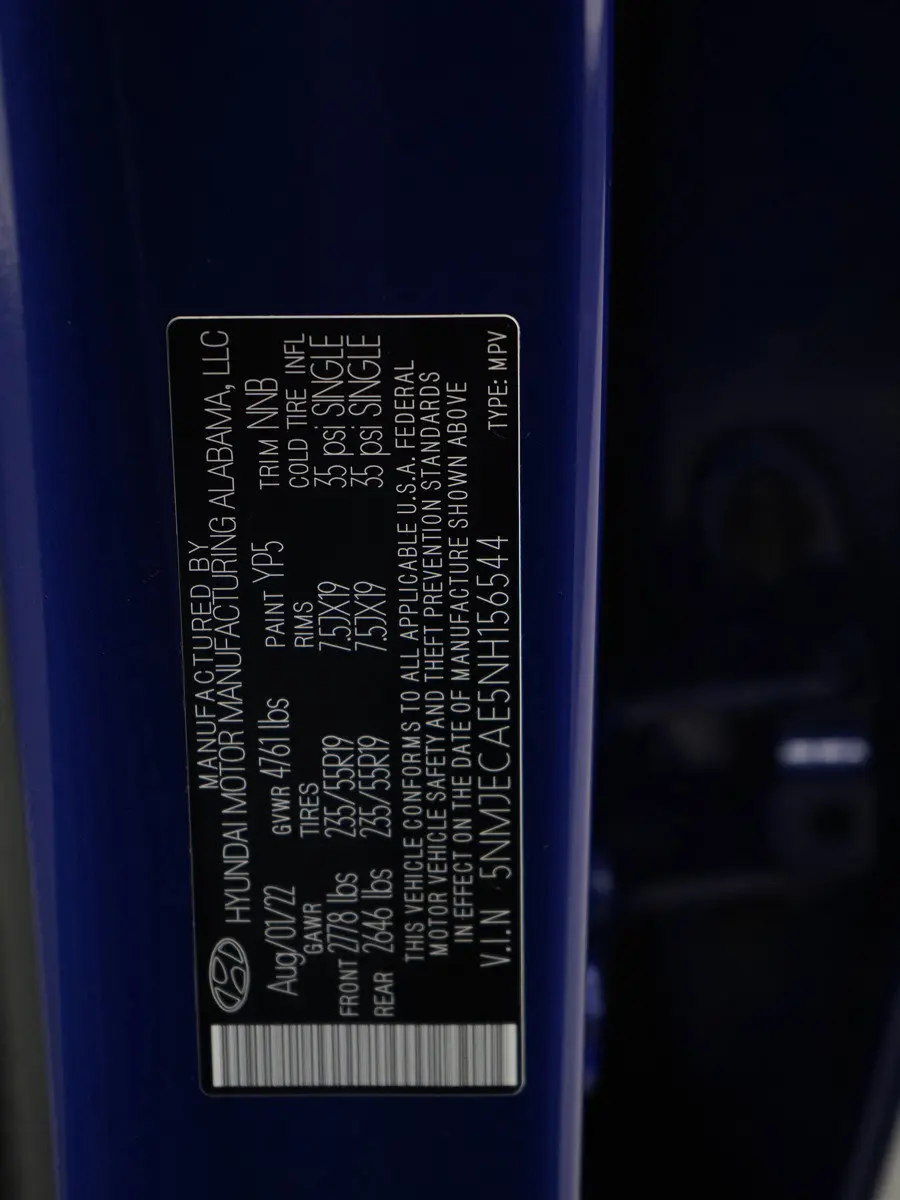 MANUFACTURED BY
HYUNDAI MOTOR MANUFACTURING ALABAMA, LLC
Aug/01/22 GVWR 4761 lbs PAINT YP5 TRIM NNB
GAWR TIRES RIMS COLD TIRE INFL
FRONT 2778 lbs 235/55R19 7.5JX19 35 psi SINGLE
REAR 2646 lbs 235/55R19 7.5JX19 35 psi SINGLE
THIS VEHICLE CONFORMS TO ALL APPLICABLE U.S.A. FEDERAL
MOTOR VEHICLE SAFETY AND THEFT PREVENTION STANDARDS
IN EFFECT ON THE DATE OF MANUFACTURE SHOWN ABOVE
V.I.N 5NMJECAE5NH156544 TYPE: MPV